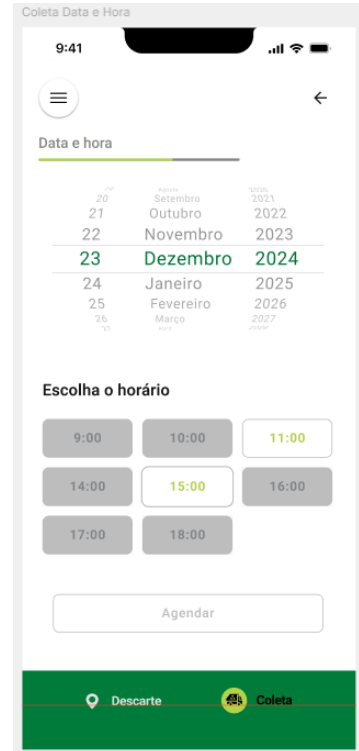 Coleta Data e Hora
9:41
Data e hora
20 Setembro 2021
21 Outubro 2022
22 Novembro 2023
23 Dezembro 2024
24 Janeiro 2025
25 Fevereiro 2026
26 Março 2027
Escolha o horário
9:00 10:00 11:00
14:00 15:00 16:00
17:00 18:00
Agendar
Descarte Coleta